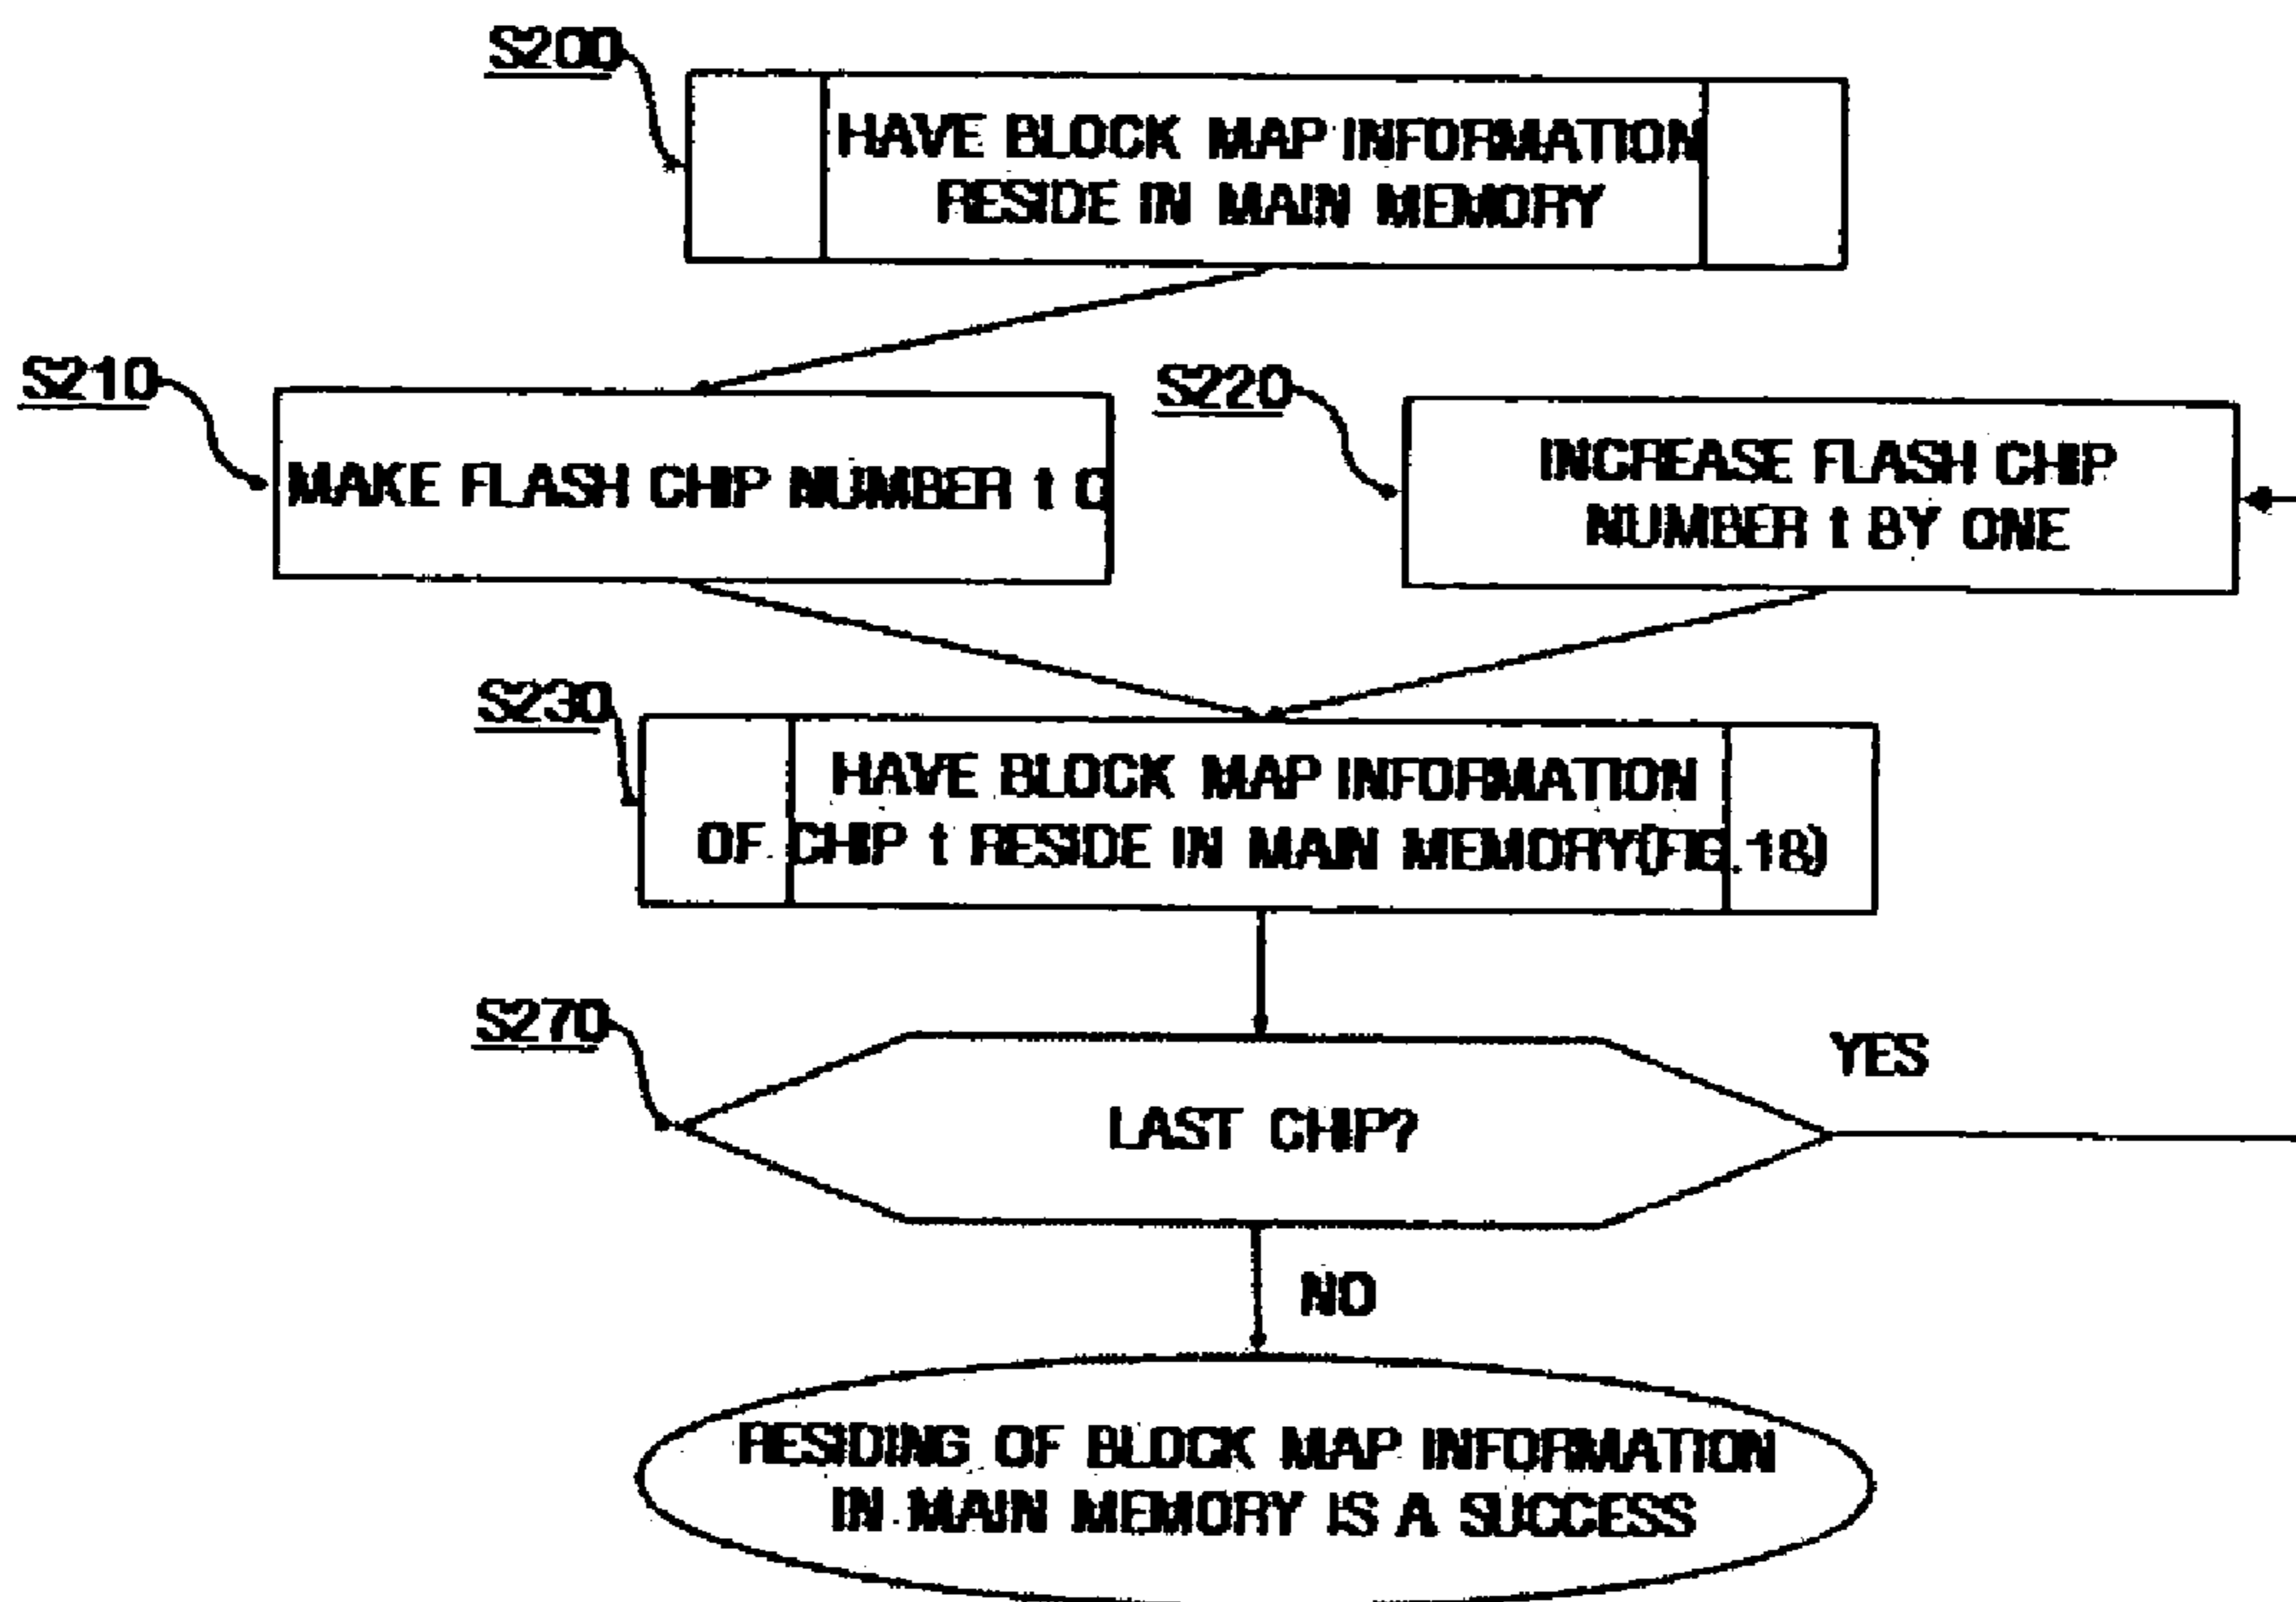 S200
HAVE BLOCK MAP INFORMATION
RESIDE IN MAIN MEMORY
S210
MAKE FLASH CHIP NUMBER t
S220
INCREASE FLASH CHIP
NUMBER t BY ONE
S230
HAVE BLOCK MAP INFORMATION
OF CHIP t RESIDE IN MAIN MEMORY(FIG.18)
S270
LAST CHIP?
YES
NO
RESIDING OF BLOCK MAP INFORMATION
IN MAIN MEMORY IS A SUCCESS